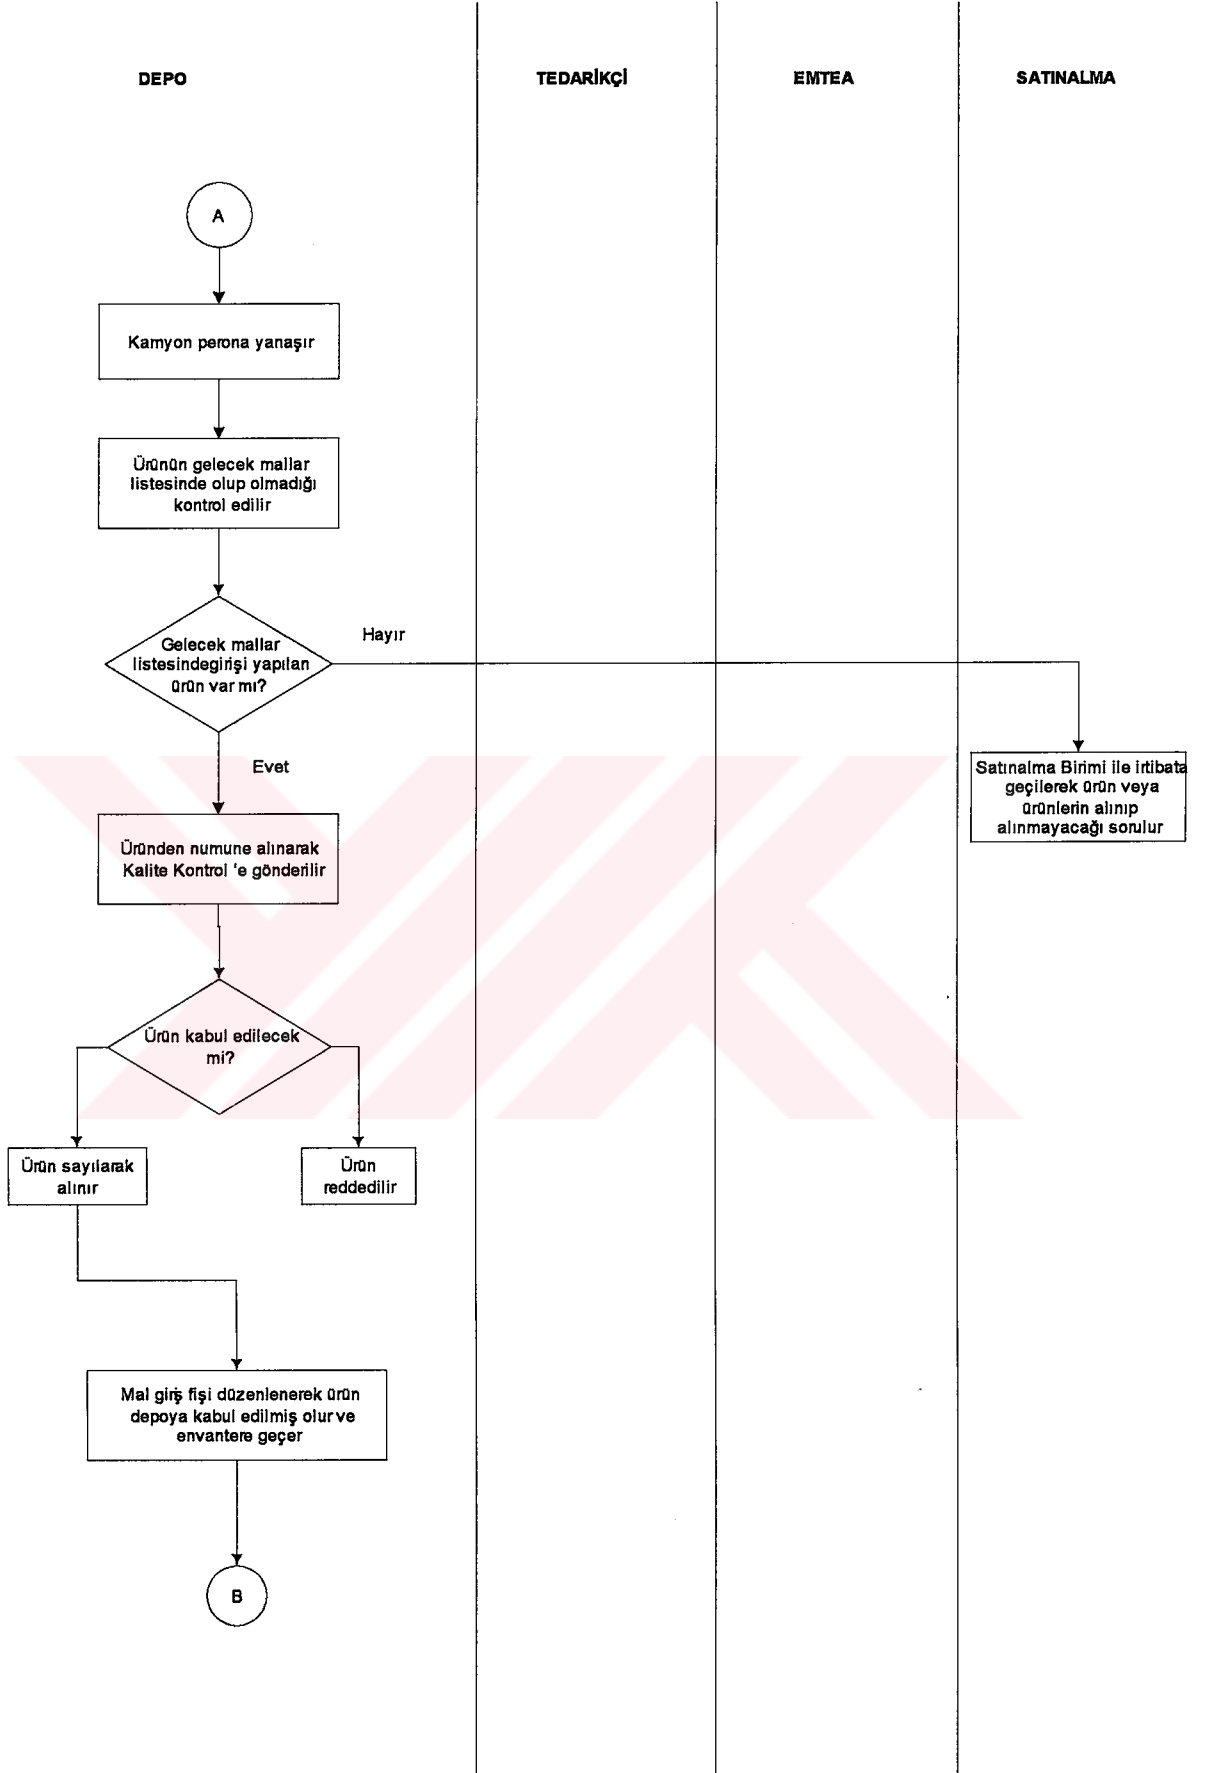 DEPO
TEDARİKÇİ
EMTEA
SATINALMA
A
Kamyon perona yanaşır
Ürünün gelecek mallar
listesinde olup olmadığı
kontrol edilir
Hayır
Gelecek mallar
listesindegirişi yapılan
ürün var mı?
Evet
Satınalma Birimi ile irtibata
geçilerek ürün veya
ürünlerin alınıp
alınmayacağı sorulur
Üründen numune alınarak
Kalite Kontrol 'e gönderilir
Ürün kabul edilecek
mi?
Ürün sayılarak
alınır
Ürün
reddedilir
Mal giriş fişi düzenlenerek ürün
depoya kabul edilmiş olur ve
envantere geçer
B